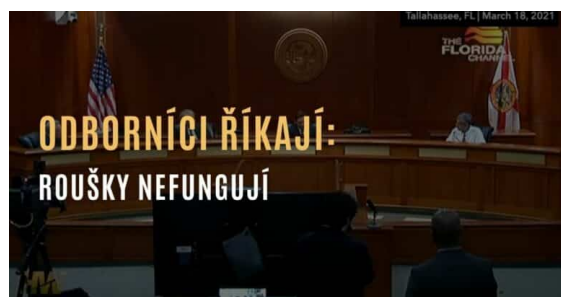 Tallahassee, FL | March 18, 2021
THE
FLORIDA
CHANNEL
ODBORNÍCI ŘÍKAJÍ:
ROUŠKY NEFUNGUJÍ